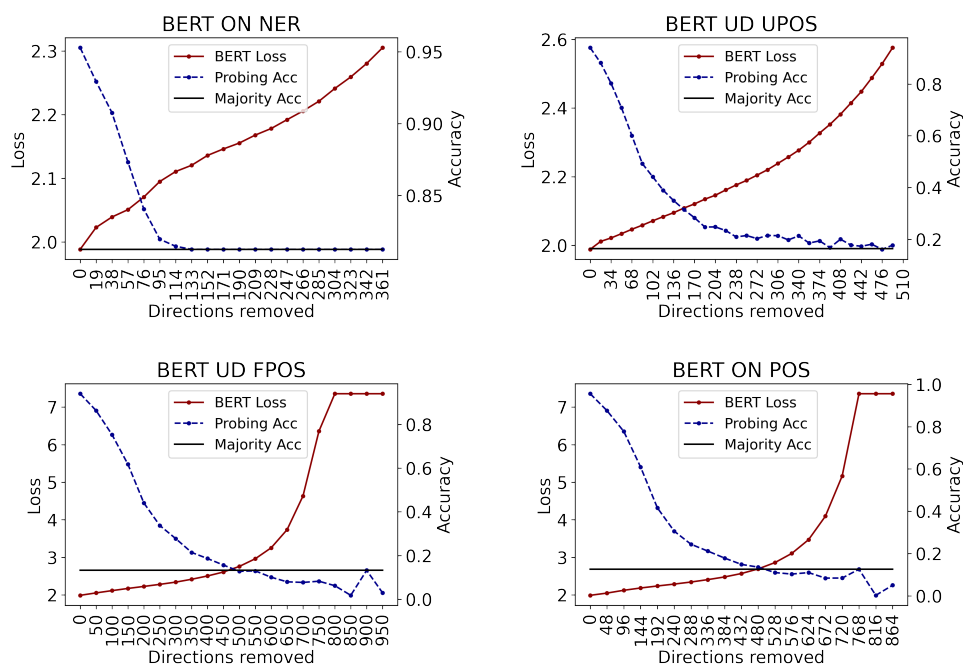 BERT ON NER
BERT Loss
Probing Acc
Majority Acc
2.3
2.2
2.1
2.0
Loss
0.95
0.90
0.85
Accuracy
0 19 38 57 76 95 114 133 152 171 190 209 228 247 266 285 304 323 342 361
Directions removed
BERT UD UPOS
BERT Loss
Probing Acc
Majority Acc
2.6
2.4
2.2
2.0
Loss
0.8
0.6
0.4
0.2
Accuracy
0 34 68 102 136 170 204 238 272 306 340 374 408 442 476 510
Directions removed
BERT UD FPOS
BERT Loss
Probing Acc
Majority Acc
7
6
5
4
3
2
Loss
0.8
0.6
0.4
0.2
0.0
Accuracy
0 50 100 150 200 250 300 350 400 450 500 550 600 650 700 750 800 850 900 950
Directions removed
BERT ON POS
BERT Loss
Probing Acc
Majority Acc
7
6
5
4
3
2
Loss
1.0
0.8
0.6
0.4
0.2
0.0
Accuracy
0 48 96 144 192 240 288 336 384 432 480 528 576 624 672 720 768 816 864
Directions removed